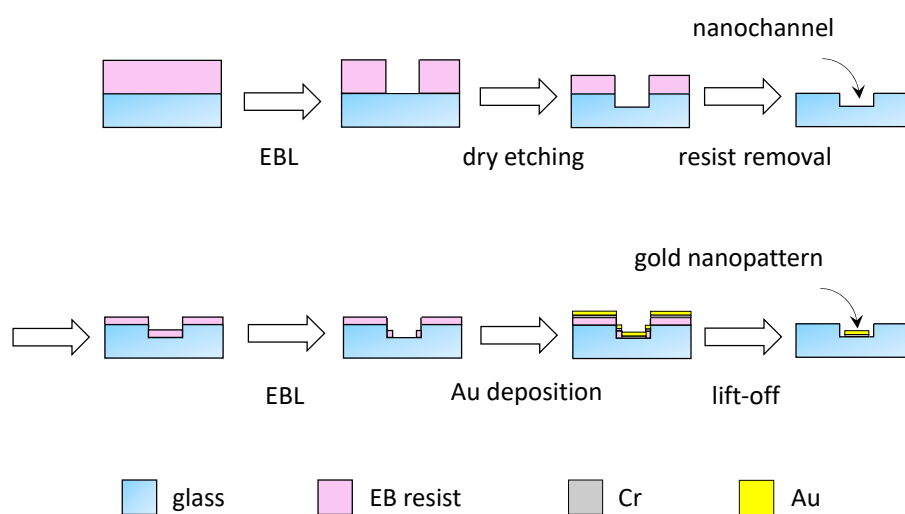 nanochannel
EBL
dry etching
resist removal
gold nanopattern
EBL
Au deposition
lift-off
glass
EB resist
Cr
Au